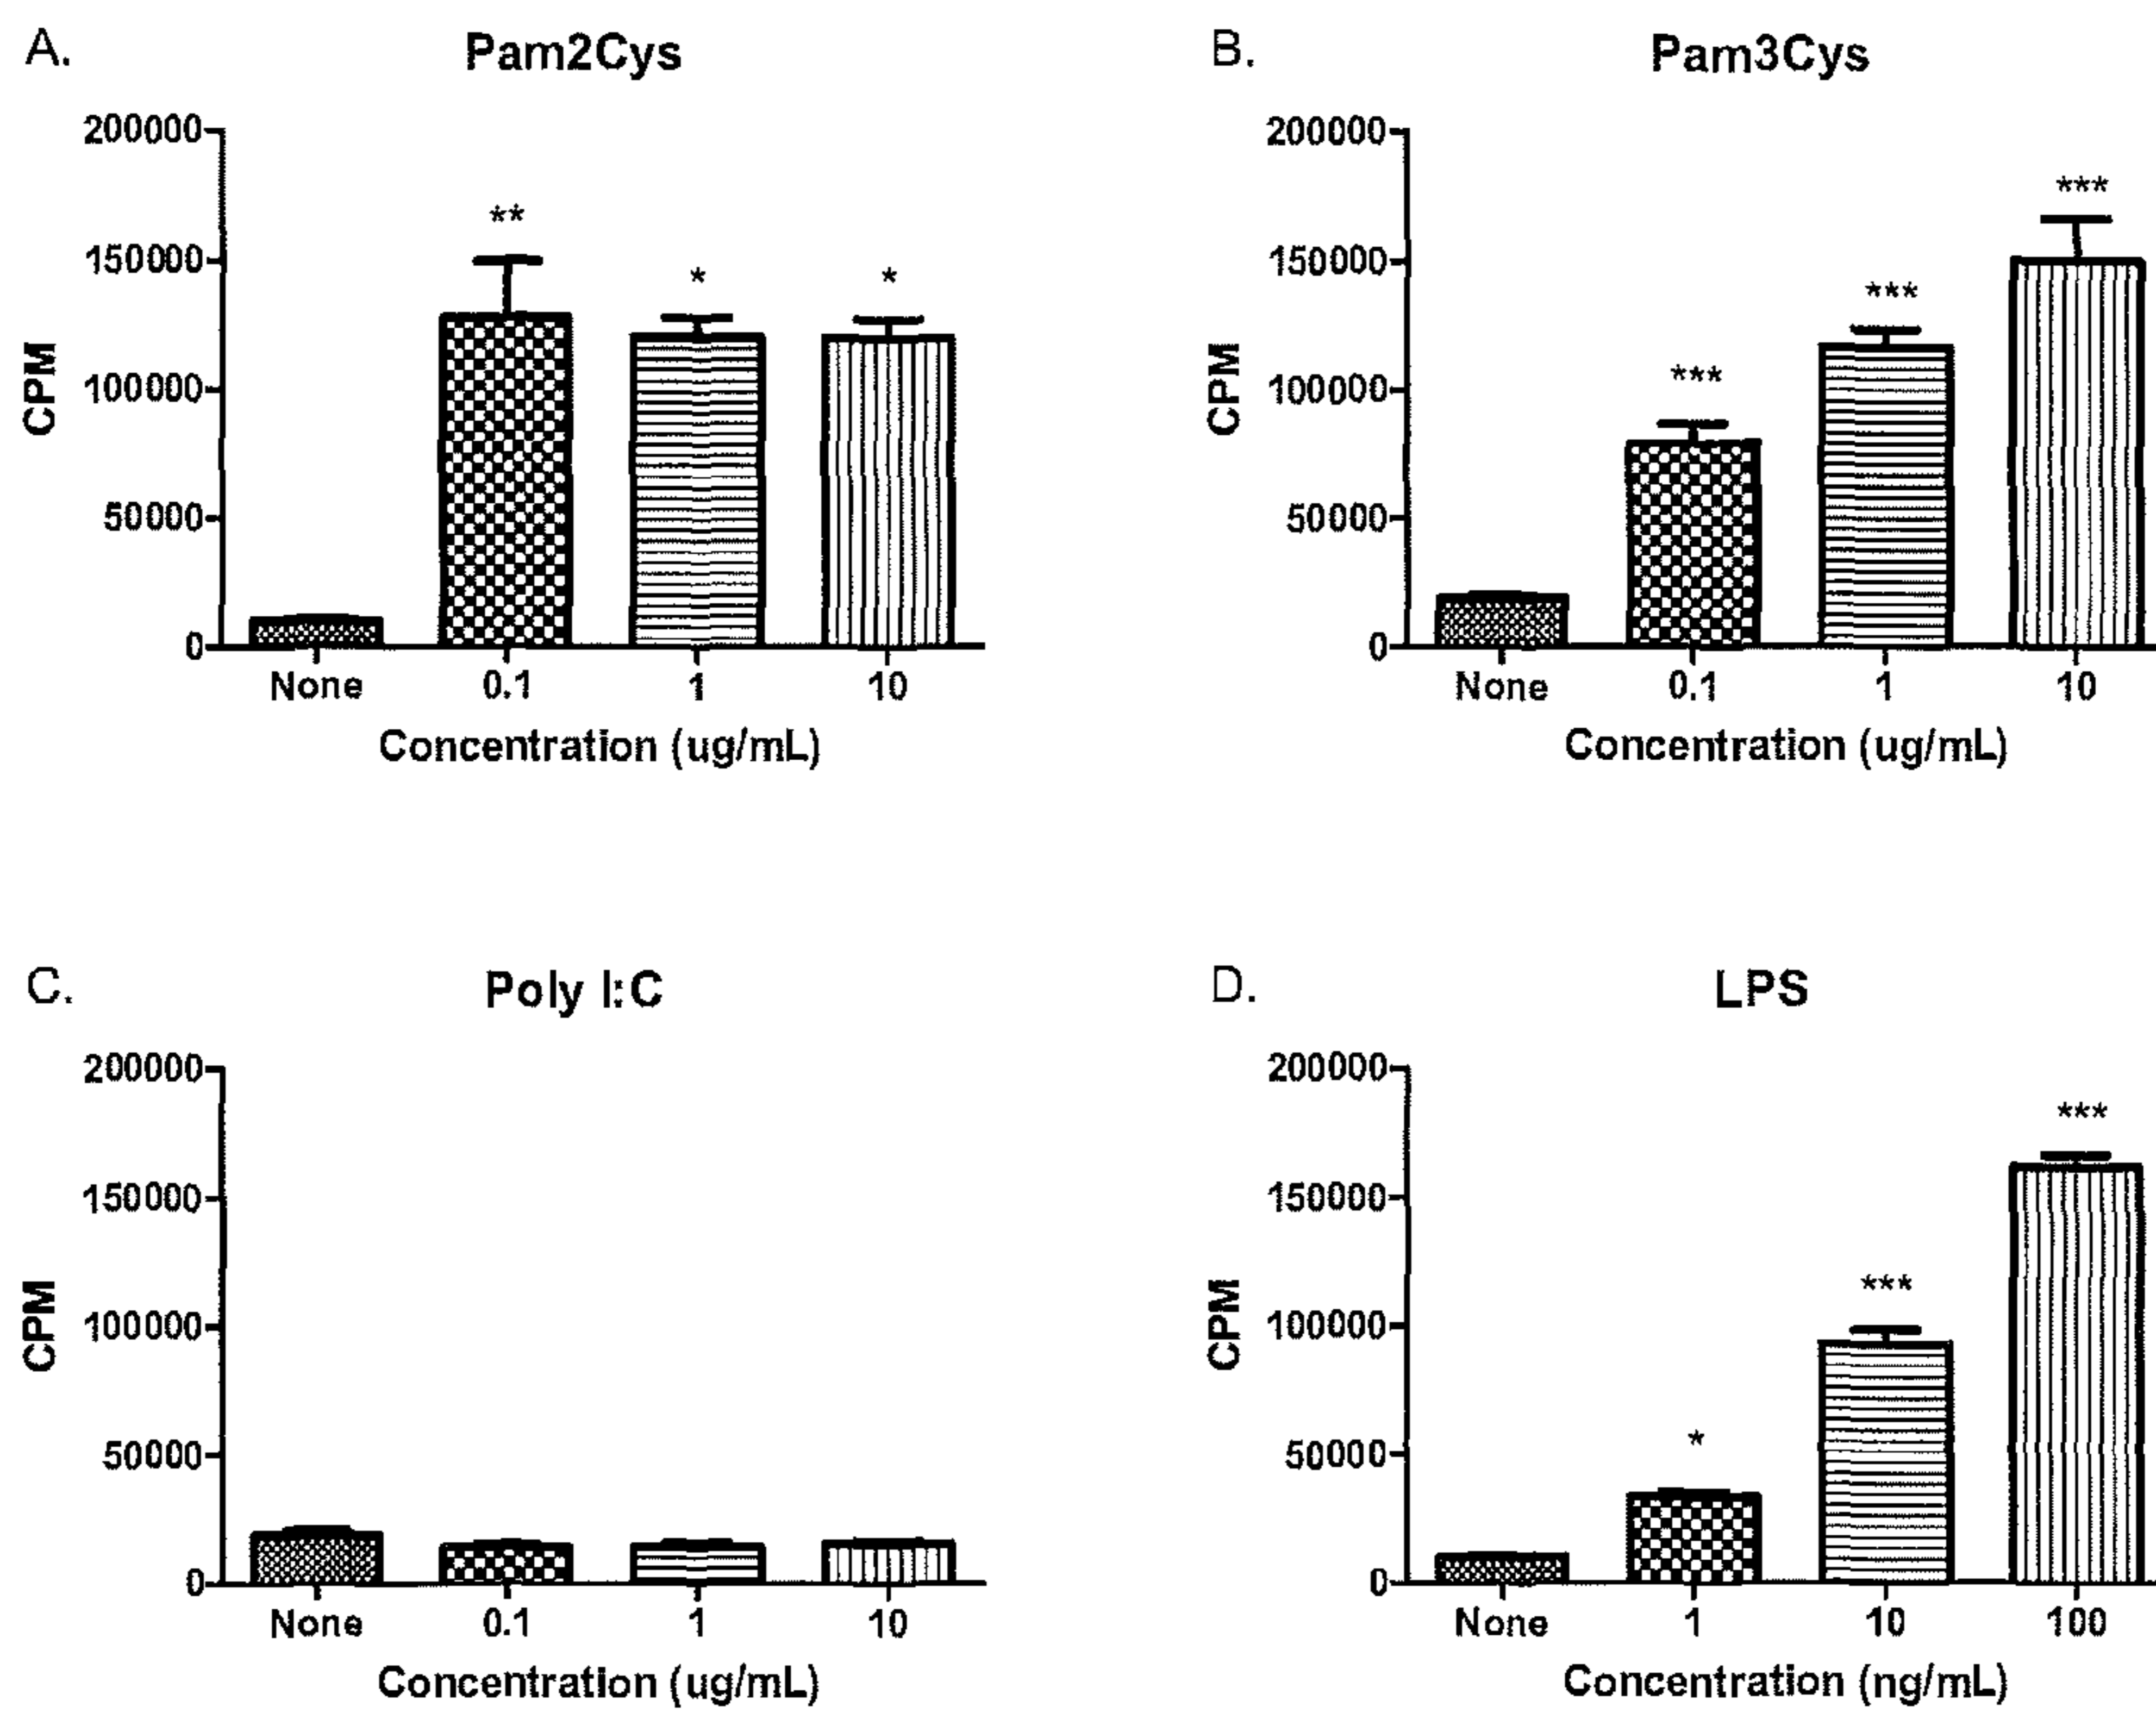 A.
Pam2Cys
200000
150000
100000
50000
0
CPM
**
*
*
None 0.1 1 10
Concentration (ug/mL)
B.
Pam3Cys
200000
150000
100000
50000
0
CPM
***
***
***
None 0.1 1 10
Concentration (ug/mL)
C.
Poly I:C
200000
150000
100000
50000
0
CPM
None 0.1 1 10
Concentration (ug/mL)
D.
LPS
200000
150000
100000
50000
0
CPM
*
***
***
None 1 10 100
Concentration (ng/mL)